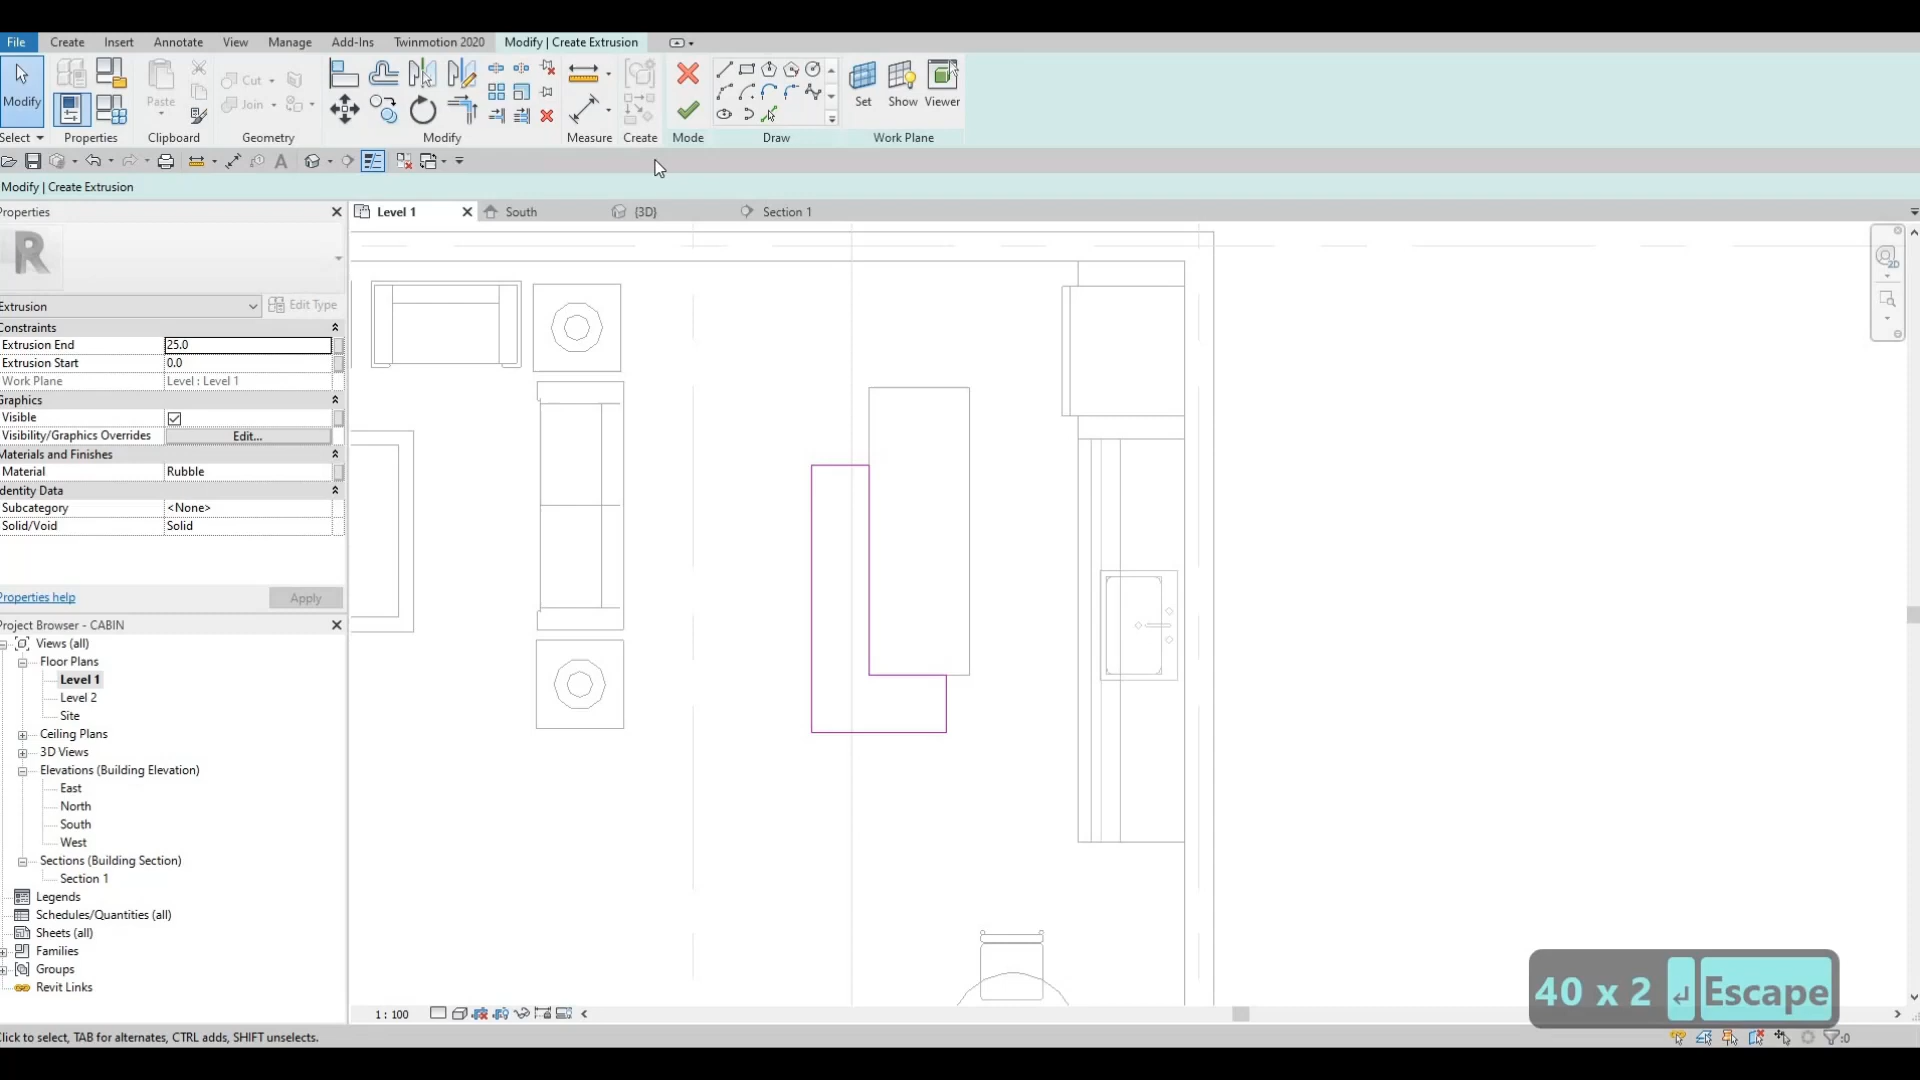 File Create Insert Annotate View Manage Add-Ins Twinmotion 2020 Modify | Create Extrusion
Modify Paste Cut Join Set Show Viewer
Select Properties Clipboard Geometry Modify Measure Create Mode Draw Work Plane
Modify | Create Extrusion
Properties
Level 1 South {3D} Section 1
R
Extrusion Edit Type
Constraints
Extrusion End 25.0
Extrusion Start 0.0
Work Plane Level : Level 1
Graphics
Visible
Visibility/Graphics Overrides Edit...
Materials and Finishes
Material Rubble
Identity Data
Subcategory <None>
Solid/Void Solid
Properties help Apply
Project Browser - CABIN
Views (all)
Floor Plans
Level 1
Level 2
Site
Ceiling Plans
3D Views
Elevations (Building Elevation)
East
North
South
West
Sections (Building Section)
Section 1
Legends
Schedules/Quantities (all)
Sheets (all)
Families
Groups
Revit Links
2D
1 : 100
40 x 2 ↵ Escape
Click to select, TAB for alternates, CTRL adds, SHIFT unselects.
:0